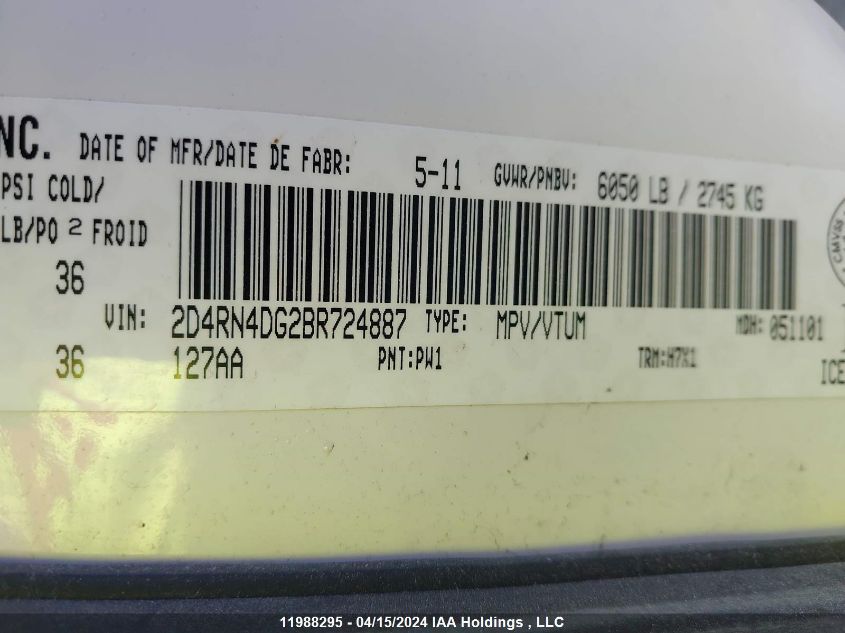 NC. DATE OF MFR/DATE DE FABR: 5-11 GVWR/PNBV: 6050 LB / 2745 KG
PSI COLD/
LB/PO 2 FROID
36
VIN: 2D4RN4DG2BR724887 TYPE: MPV/VTUM MDH: 051101
36 127AA PNT:PW1 TRM:H7X1
ICE
CMVSS
11988295 - 04/15/2024 IAA Holdings , LLC